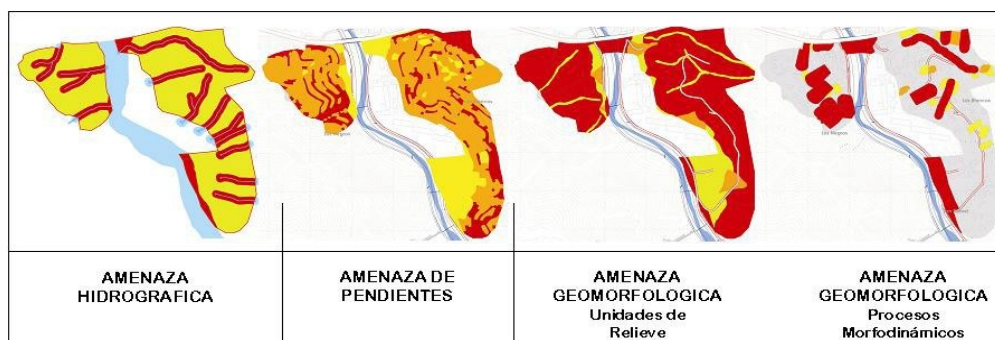 AMENAZA
HIDROGRAFICA
AMENAZA DE
PENDIENTES
AMENAZA
GEOMORFOLOGICA
Unidades de
Relieve
AMENAZA
GEOMORFOLOGICA
Procesos
Morfodinámicos